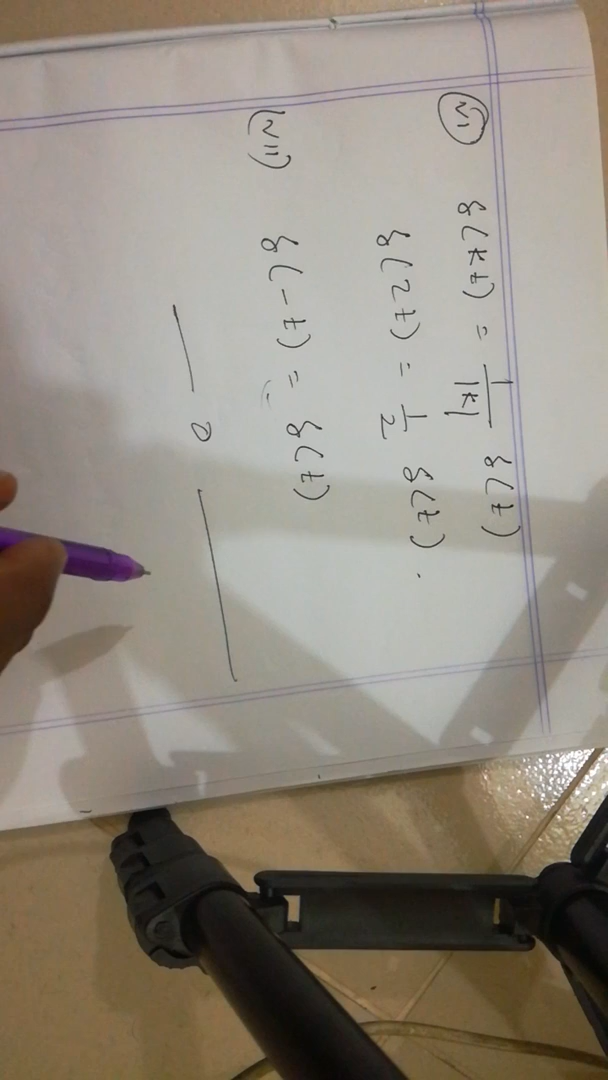 (vi) δ(kt) = 1/|k| δ(t)
δ(2t) = 1/2 δ(t).
(vii) δ(-t) = δ(t)
— 0 —